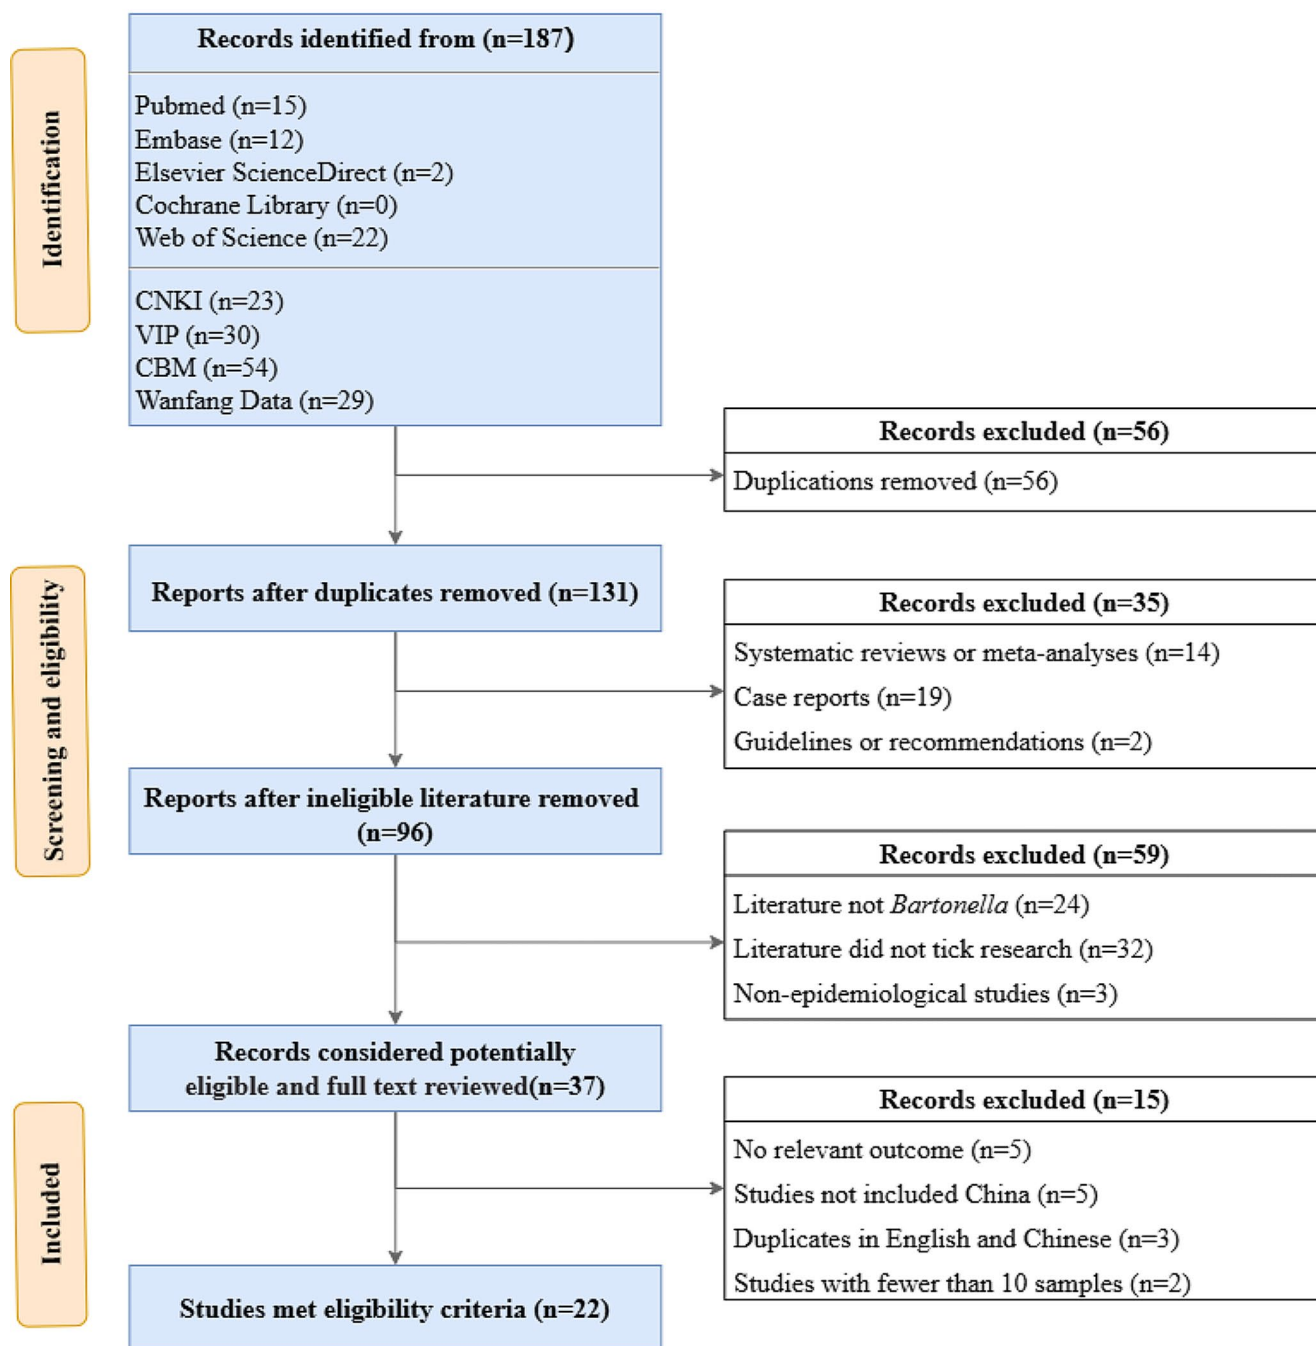 Identification
Records identified from (n=187)
Pubmed (n=15)
Embase (n=12)
Elsevier ScienceDirect (n=2)
Cochrane Library (n=0)
Web of Science (n=22)
CNKI (n=23)
VIP (n=30)
CBM (n=54)
Wanfang Data (n=29)
Records excluded (n=56)
Duplications removed (n=56)
Screening and eligibility
Reports after duplicates removed (n=131)
Records excluded (n=35)
Systematic reviews or meta-analyses (n=14)
Case reports (n=19)
Guidelines or recommendations (n=2)
Reports after ineligible literature removed
(n=96)
Records excluded (n=59)
Literature not Bartonella (n=24)
Literature did not tick research (n=32)
Non-epidemiological studies (n=3)
Records considered potentially
eligible and full text reviewed(n=37)
Included
Records excluded (n=15)
No relevant outcome (n=5)
Studies not included China (n=5)
Duplicates in English and Chinese (n=3)
Studies with fewer than 10 samples (n=2)
Studies met eligibility criteria (n=22)